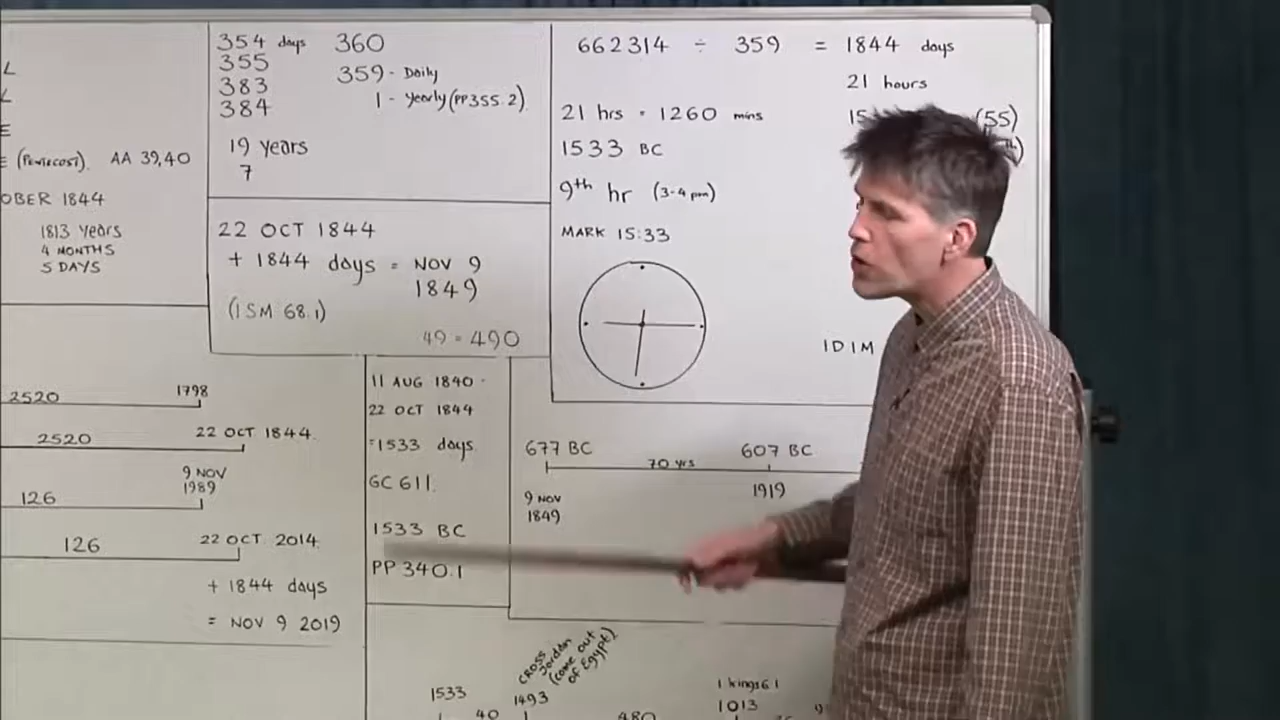 L
L
E
E (Pentecost). AA 39,40
OBER 1844
1813 Years
4 MONTHS
5 DAYS
354 days 360
355
359 - Daily
383
1 - Yearly (PP355.2)
384
19 Years
7
22 OCT 1844
+ 1844 days = NOV 9
1849
(1 SM 68.1)
49 = 490
662314 ÷ 359 = 1844 days
21 hours
21 hrs = 1260 mins
15 (55)
1533 BC
9th hr (3-4 pm)
MARK 15:33
1D1M
2520 1798
2520 22 OCT 1844
126 9 NOV
1989
126 22 OCT 2014
+ 1844 days
= NOV 9 2019
11 AUG 1840 -
22 OCT 1844
=1533 days
GC 611.
1533 BC
PP 340.1
677 BC 607 BC
70 yrs
9 NOV 1919
1849
CROSS
Jordan
(come out
of Egypt)
1533
1493
40
480
1 kings 6:1
1013